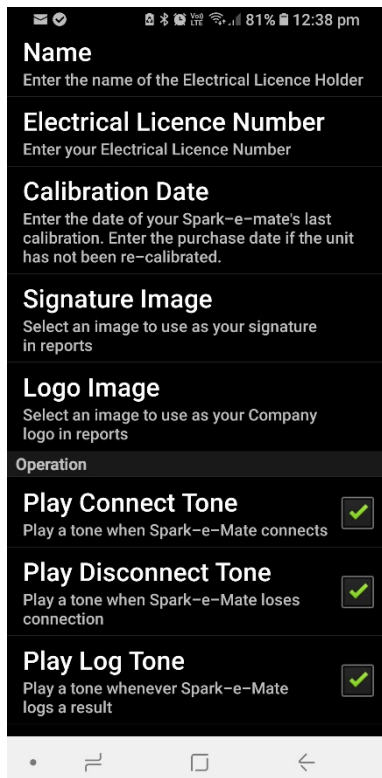 81% 12:38 pm
Name
Enter the name of the Electrical Licence Holder
Electrical Licence Number
Enter your Electrical Licence Number
Calibration Date
Enter the date of your Spark-e-mate's last
calibration. Enter the purchase date if the unit
has not been re-calibrated.
Signature Image
Select an image to use as your signature
in reports
Logo Image
Select an image to use as your Company
logo in reports
Operation
Play Connect Tone
Play a tone when Spark-e-Mate connects
Play Disconnect Tone
Play a tone when Spark-e-Mate loses
connection
Play Log Tone
Play a tone whenever Spark-e-Mate
logs a result